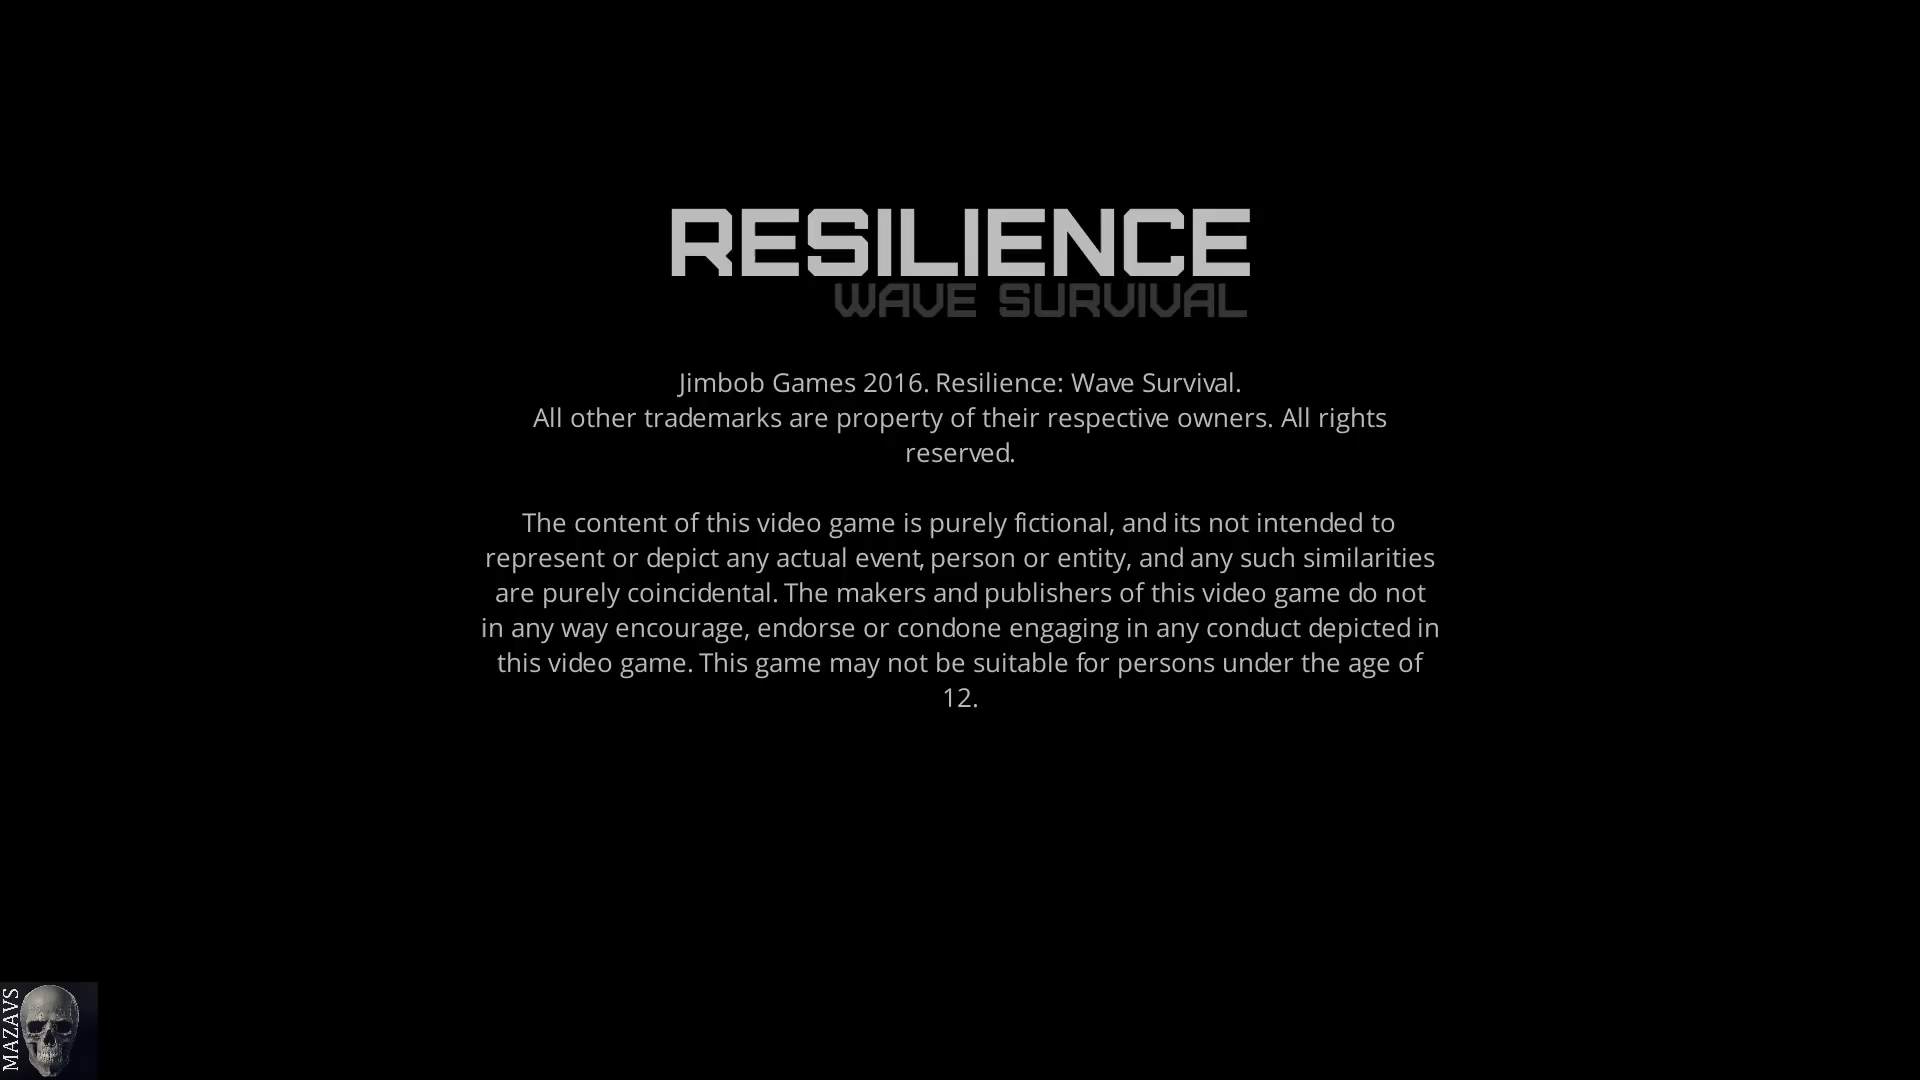 RESILIENCE
WAVE SURVIVAL
Jimbob Games 2016. Resilience: Wave Survival.
All other trademarks are property of their respective owners. All rights
reserved.
The content of this video game is purely fictional, and its not intended to
represent or depict any actual event, person or entity, and any such similarities
are purely coincidental. The makers and publishers of this video game do not
in any way encourage, endorse or condone engaging in any conduct depicted in
this video game. This game may not be suitable for persons under the age of
12.
MAZAVS